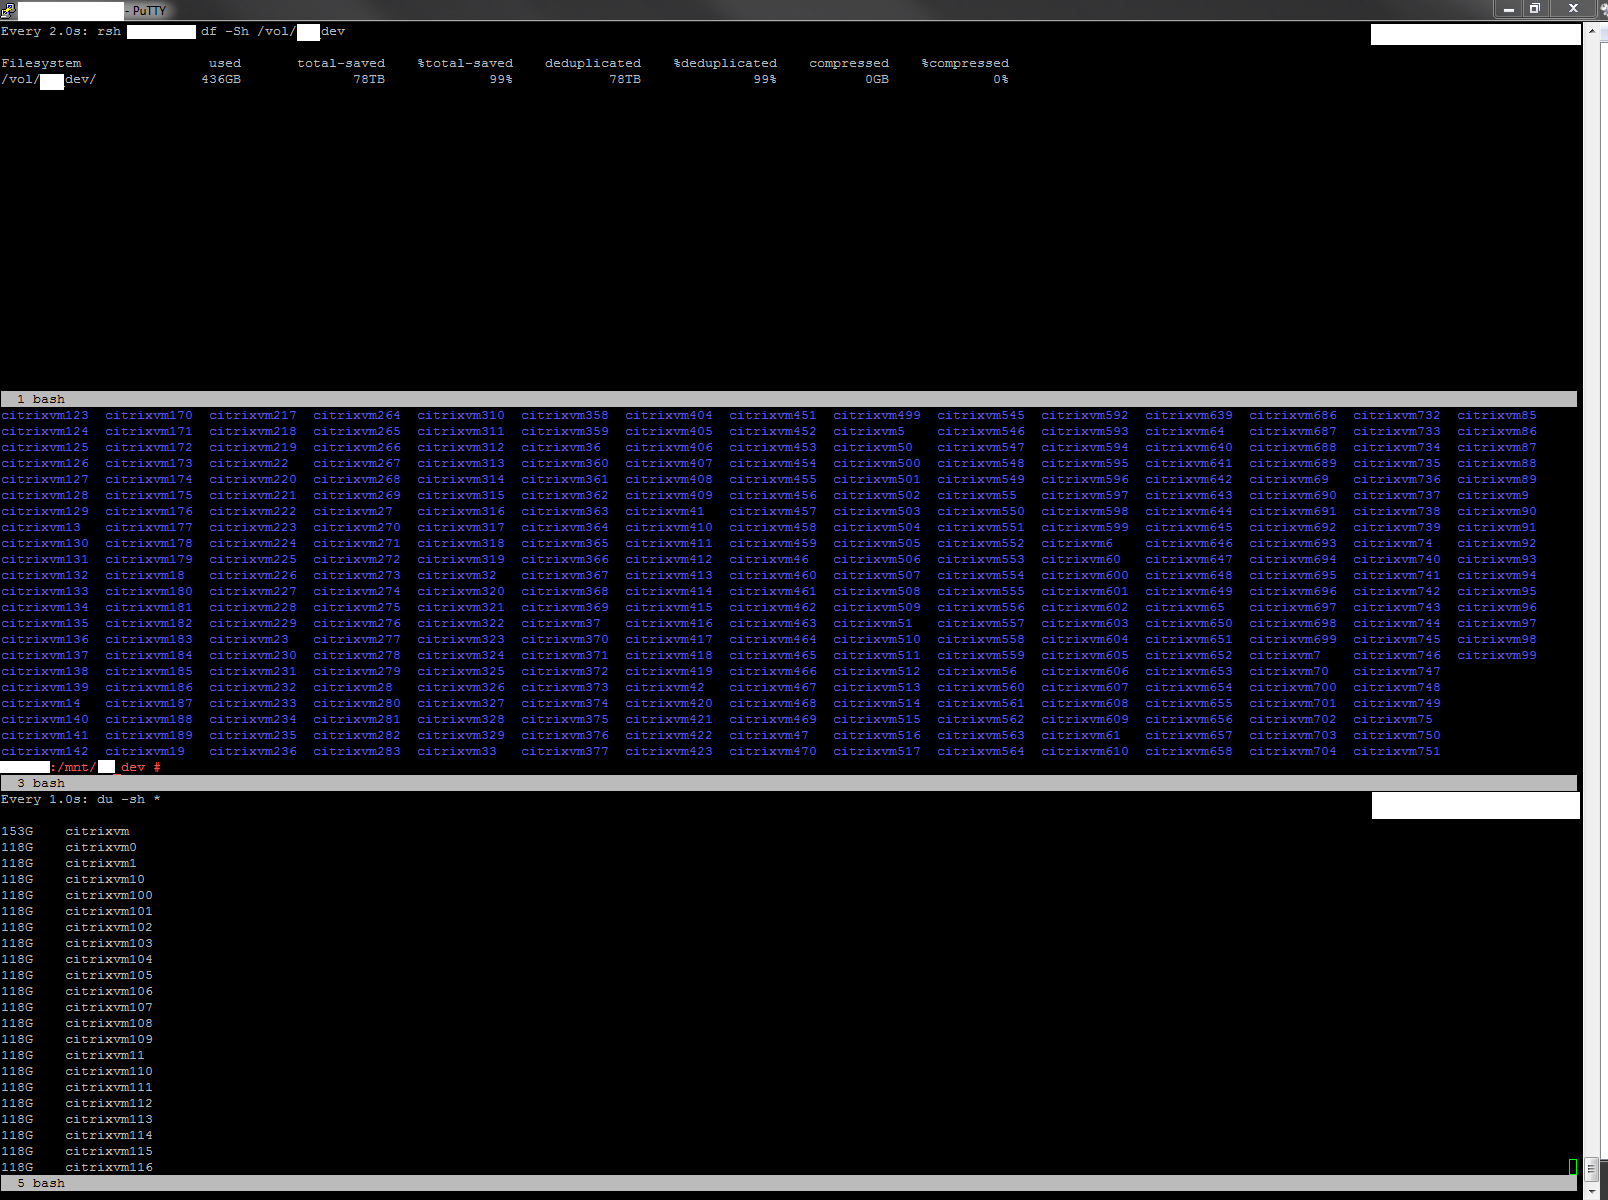 - PuTTY
Every 2.0s: rsh df -Sh /vol/ dev
Filesystem used total-saved %total-saved deduplicated %deduplicated compressed %compressed
/vol/ dev/ 436GB 78TB 99% 78TB 99% 0GB 0%
1 bash
citrixvm123 citrixvm170 citrixvm217 citrixvm264 citrixvm310 citrixvm358 citrixvm404 citrixvm451 citrixvm499 citrixvm545 citrixvm592 citrixvm639 citrixvm686 citrixvm732 citrixvm85
citrixvm124 citrixvm171 citrixvm218 citrixvm265 citrixvm311 citrixvm359 citrixvm405 citrixvm452 citrixvm5 citrixvm546 citrixvm593 citrixvm64 citrixvm687 citrixvm733 citrixvm86
citrixvm125 citrixvm172 citrixvm219 citrixvm266 citrixvm312 citrixvm36 citrixvm406 citrixvm453 citrixvm50 citrixvm547 citrixvm594 citrixvm640 citrixvm688 citrixvm734 citrixvm87
citrixvm126 citrixvm173 citrixvm22 citrixvm267 citrixvm313 citrixvm360 citrixvm407 citrixvm454 citrixvm500 citrixvm548 citrixvm595 citrixvm641 citrixvm689 citrixvm735 citrixvm88
citrixvm127 citrixvm174 citrixvm220 citrixvm268 citrixvm314 citrixvm361 citrixvm408 citrixvm455 citrixvm501 citrixvm549 citrixvm596 citrixvm642 citrixvm69 citrixvm736 citrixvm89
citrixvm128 citrixvm175 citrixvm221 citrixvm269 citrixvm315 citrixvm362 citrixvm409 citrixvm456 citrixvm502 citrixvm55 citrixvm597 citrixvm643 citrixvm690 citrixvm737 citrixvm9
citrixvm129 citrixvm176 citrixvm222 citrixvm27 citrixvm316 citrixvm363 citrixvm41 citrixvm457 citrixvm503 citrixvm550 citrixvm598 citrixvm644 citrixvm691 citrixvm738 citrixvm90
citrixvm13 citrixvm177 citrixvm223 citrixvm270 citrixvm317 citrixvm364 citrixvm410 citrixvm458 citrixvm504 citrixvm551 citrixvm599 citrixvm645 citrixvm692 citrixvm739 citrixvm91
citrixvm130 citrixvm178 citrixvm224 citrixvm271 citrixvm318 citrixvm365 citrixvm411 citrixvm459 citrixvm505 citrixvm552 citrixvm6 citrixvm646 citrixvm693 citrixvm74 citrixvm92
citrixvm131 citrixvm179 citrixvm225 citrixvm272 citrixvm319 citrixvm366 citrixvm412 citrixvm46 citrixvm506 citrixvm553 citrixvm60 citrixvm647 citrixvm694 citrixvm740 citrixvm93
citrixvm132 citrixvm18 citrixvm226 citrixvm273 citrixvm32 citrixvm367 citrixvm413 citrixvm460 citrixvm507 citrixvm554 citrixvm600 citrixvm648 citrixvm695 citrixvm741 citrixvm94
citrixvm133 citrixvm180 citrixvm227 citrixvm274 citrixvm320 citrixvm368 citrixvm414 citrixvm461 citrixvm508 citrixvm555 citrixvm601 citrixvm649 citrixvm696 citrixvm742 citrixvm95
citrixvm134 citrixvm181 citrixvm228 citrixvm275 citrixvm321 citrixvm369 citrixvm415 citrixvm462 citrixvm509 citrixvm556 citrixvm602 citrixvm65 citrixvm697 citrixvm743 citrixvm96
citrixvm135 citrixvm182 citrixvm229 citrixvm276 citrixvm322 citrixvm37 citrixvm416 citrixvm463 citrixvm51 citrixvm557 citrixvm603 citrixvm650 citrixvm698 citrixvm744 citrixvm97
citrixvm136 citrixvm183 citrixvm23 citrixvm277 citrixvm323 citrixvm370 citrixvm417 citrixvm464 citrixvm510 citrixvm558 citrixvm604 citrixvm651 citrixvm699 citrixvm745 citrixvm98
citrixvm137 citrixvm184 citrixvm230 citrixvm278 citrixvm324 citrixvm371 citrixvm418 citrixvm465 citrixvm511 citrixvm559 citrixvm605 citrixvm652 citrixvm7 citrixvm746 citrixvm99
citrixvm138 citrixvm185 citrixvm231 citrixvm279 citrixvm325 citrixvm372 citrixvm419 citrixvm466 citrixvm512 citrixvm56 citrixvm606 citrixvm653 citrixvm70 citrixvm747
citrixvm139 citrixvm186 citrixvm232 citrixvm28 citrixvm326 citrixvm373 citrixvm42 citrixvm467 citrixvm513 citrixvm560 citrixvm607 citrixvm654 citrixvm700 citrixvm748
citrixvm14 citrixvm187 citrixvm233 citrixvm280 citrixvm327 citrixvm374 citrixvm420 citrixvm468 citrixvm514 citrixvm561 citrixvm608 citrixvm655 citrixvm701 citrixvm749
citrixvm140 citrixvm188 citrixvm234 citrixvm281 citrixvm328 citrixvm375 citrixvm421 citrixvm469 citrixvm515 citrixvm562 citrixvm609 citrixvm656 citrixvm702 citrixvm75
citrixvm141 citrixvm189 citrixvm235 citrixvm282 citrixvm329 citrixvm376 citrixvm422 citrixvm47 citrixvm516 citrixvm563 citrixvm61 citrixvm657 citrixvm703 citrixvm750
citrixvm142 citrixvm19 citrixvm236 citrixvm283 citrixvm33 citrixvm377 citrixvm423 citrixvm470 citrixvm517 citrixvm564 citrixvm610 citrixvm658 citrixvm704 citrixvm751
:/mnt/ _dev #
3 bash
Every 1.0s: du -sh *
153G citrixvm
118G citrixvm0
118G citrixvm1
118G citrixvm10
118G citrixvm100
118G citrixvm101
118G citrixvm102
118G citrixvm103
118G citrixvm104
118G citrixvm105
118G citrixvm106
118G citrixvm107
118G citrixvm108
118G citrixvm109
118G citrixvm11
118G citrixvm110
118G citrixvm111
118G citrixvm112
118G citrixvm113
118G citrixvm114
118G citrixvm115
118G citrixvm116
5 bash